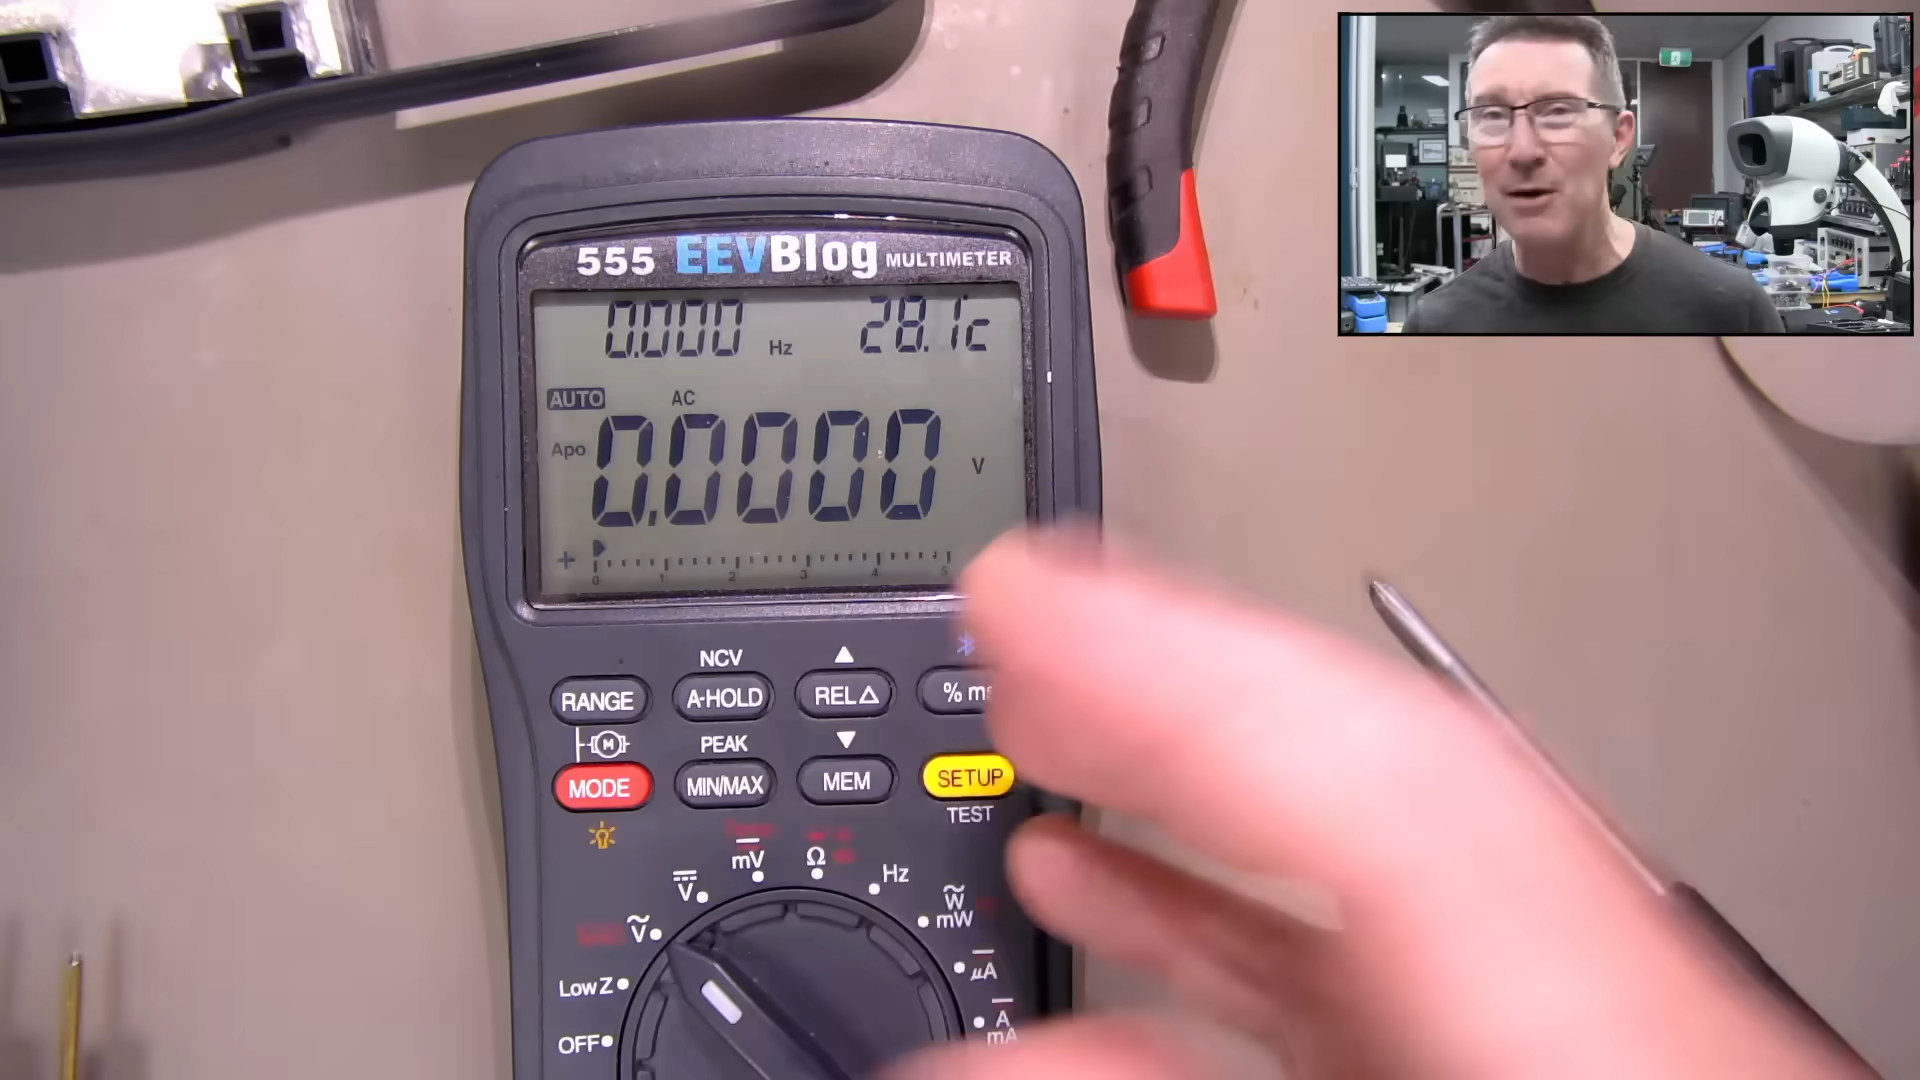 555 EEVBlog MULTIMETER
0.000 Hz 28.1c
AUTO AC
Apo 0.0000 V
+
0 1 2 3 4 5
NCV
RANGE A-HOLD REL△ % m
M PEAK
MODE MIN/MAX MEM SETUP
TEST
mV Ω Hz
V W
mW
V
µA
Low Z
A
mA
OFF